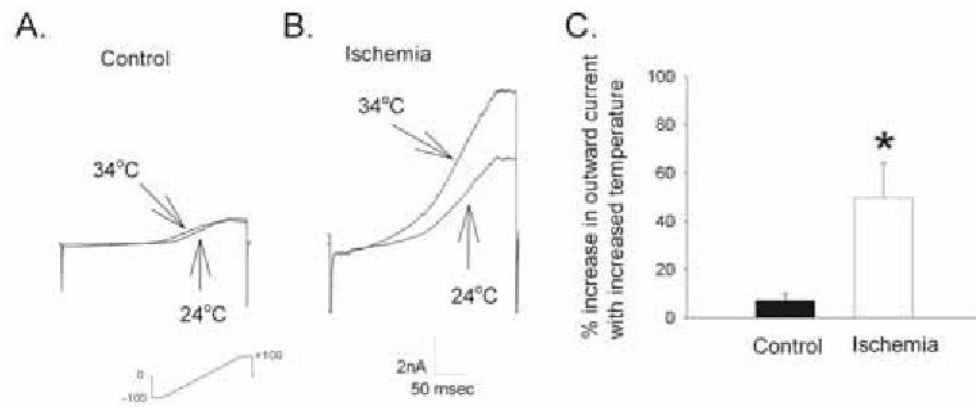 A.
Control
34°C
24°C
+100
0
-100
B.
Ischemia
34°C
24°C
2nA
50 msec
C.
% increase in outward current
with increased temperature
100
80
60
40
20
0
*
Control
Ischemia